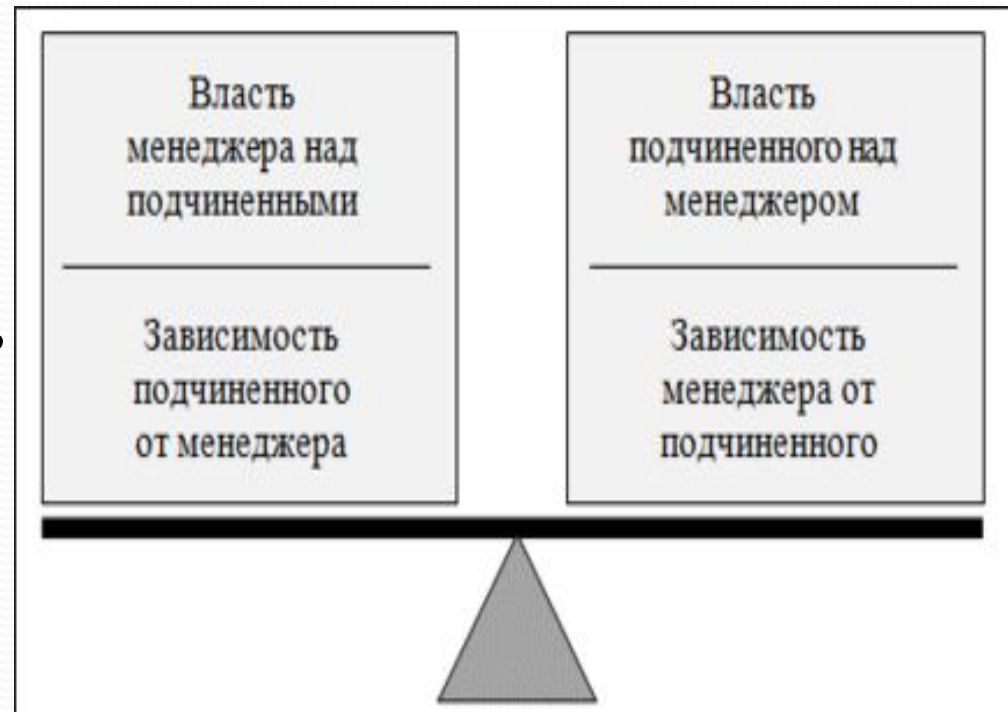 Власть
менеджера над
подчиненными
Зависимость
подчиненного
от менеджера
Власть
подчиненного над
менеджером
Зависимость
менеджера от
подчиненного